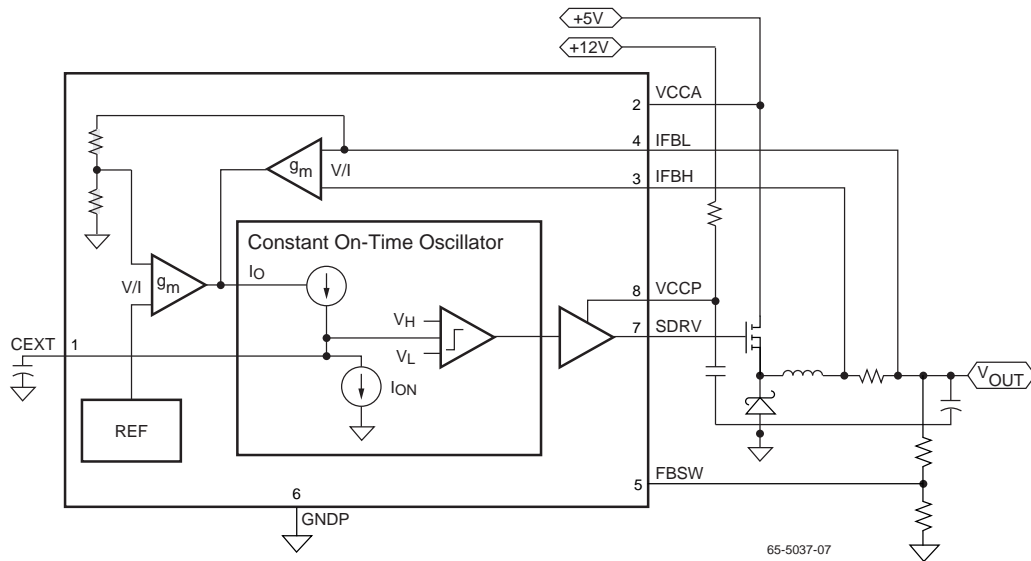 +5V
+12V
2 VCCA
4 IFBL
3 IFBH
gm
V/I
Constant On-Time Oscillator
IO
V/I
gm
8 VCCP
VH
7 SDRV
CEXT 1
VL
ION
VOUT
REF
5 FBSW
6
GNDP
65-5037-07